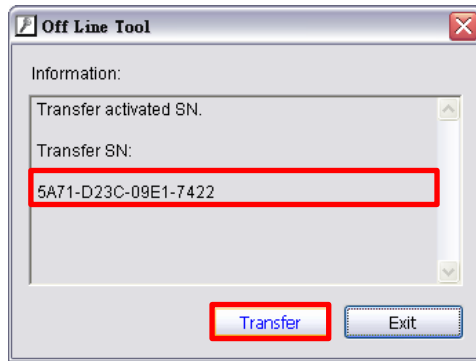 Off Line Tool
Information:
Transfer activated SN.
Transfer SN:
5A71-D23C-09E1-7422
Transfer
Exit